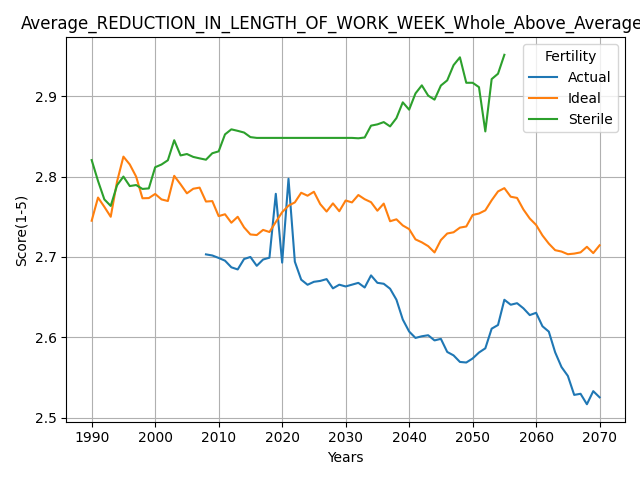 Average_REDUCTION_IN_LENGTH_OF_WORK_WEEK_Whole_Above_Average
Fertility
Actual
Ideal
Sterile
Score(1-5)
2.9
2.8
2.7
2.6
2.5
1990 2000 2010 2020 2030 2040 2050 2060 2070
Years